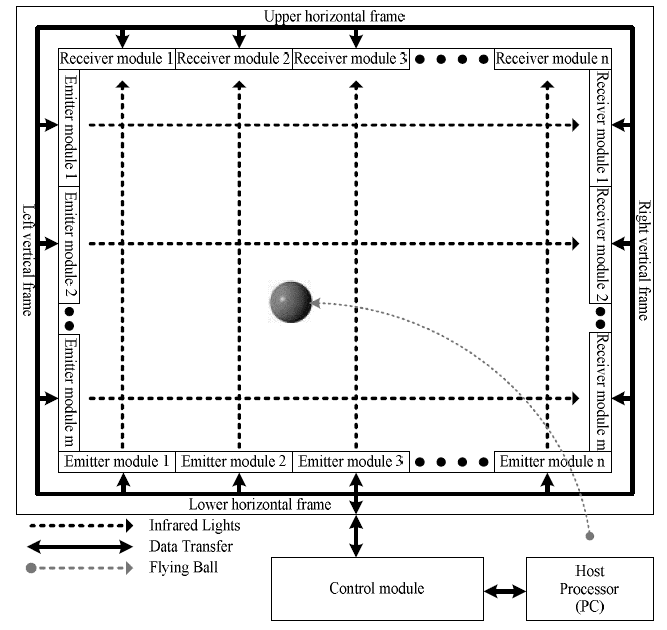 Upper horizontal frame
Receiver module 1 Receiver module 2 Receiver module 3 Receiver module n
Emitter module 1
Emitter module 2
Emitter module m
Left vertical frame
Receiver module 1
Receiver module 2
Receiver module m
Right vertical frame
Emitter module 1 Emitter module 2 Emitter module 3 Emitter module n
Lower horizontal frame
Infrared Lights
Data Transfer
Flying Ball
Control module
Host
Processor
(PC)